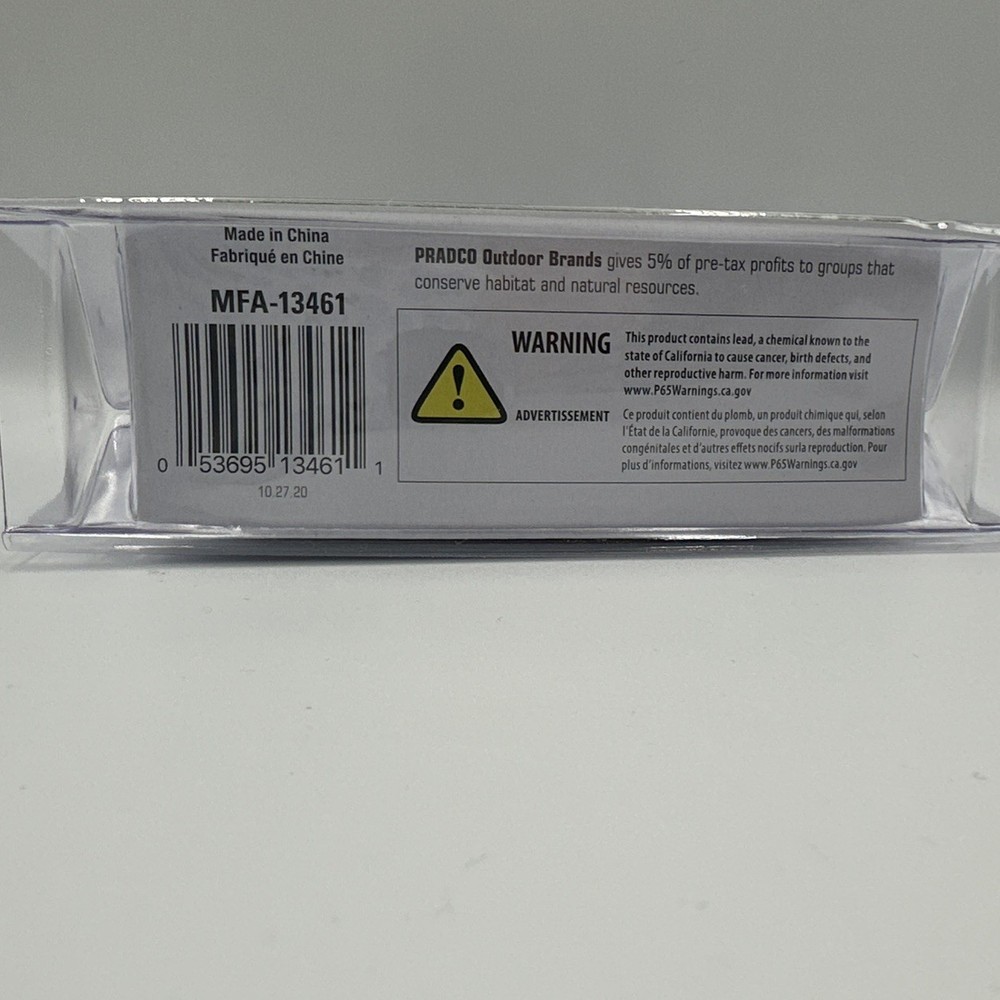 Made in China
Fabriqué en Chine
MFA-13461
0 53695 13461 1
10.27.20
PRADCO Outdoor Brands gives 5% of pre-tax profits to groups that
conserve habitat and natural resources.
WARNING
This product contains lead, a chemical known to the
state of California to cause cancer, birth defects, and
other reproductive harm. For more information visit
www.P65Warnings.ca.gov
ADVERTISSEMENT
Ce produit contient du plomb, un produit chimique qui, selon
l'État de la Californie, provoque des cancers, des malformations
congénitales et d'autres effets nocifs surla reproduction. Pour
plus d'informations, visitez www.P65Warnings.ca.gov